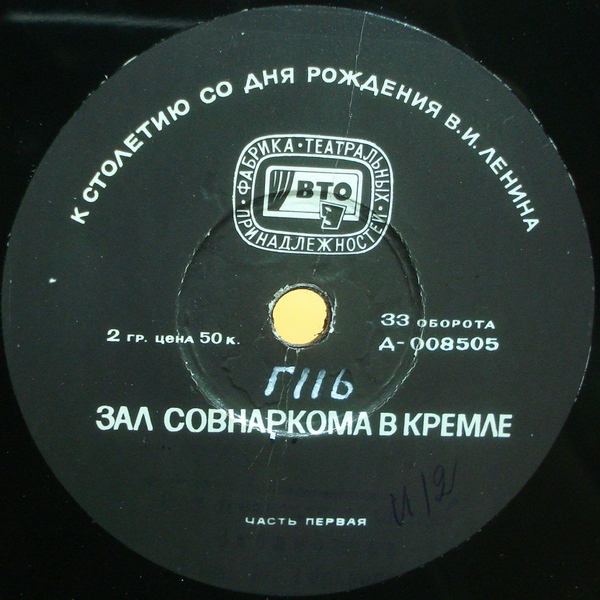 К СТОЛЕТИЮ СО ДНЯ РОЖДЕНИЯ В.И. ЛЕНИНА
ФАБРИКА • ТЕАТРАЛЬНЫХ • ПРИНАДЛЕЖНОСТЕЙ •
ВТО
2 гр. цена 50 к.
33 ОБОРОТА
Д-008505
Г116
ЗАЛ СОВНАРКОМА В КРЕМЛЕ
ЧАСТЬ ПЕРВАЯ